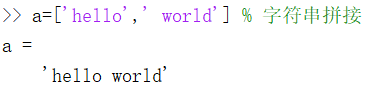 >> a=['hello',' world'] % 字符串拼接
a =
'hello world'